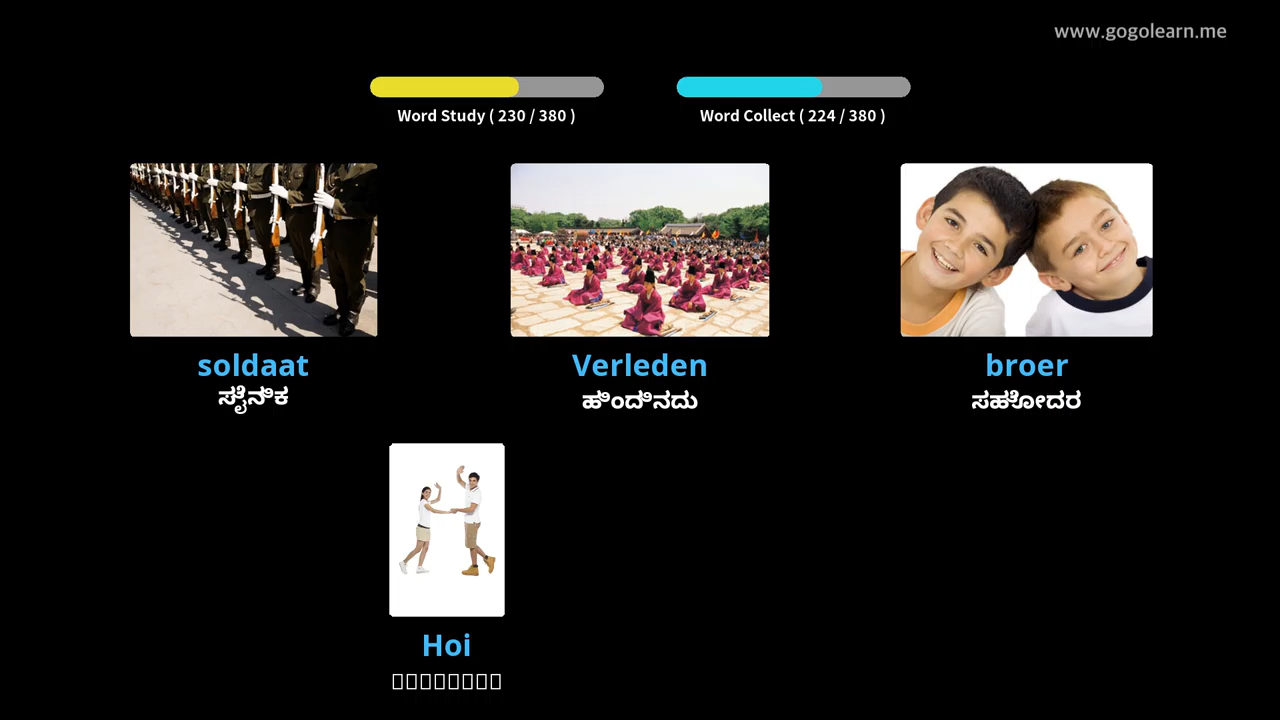 www.gogolearn.me
Word Study ( 230 / 380 )
Word Collect ( 224 / 380 )
soldaat
ಸೈನಿಕ
Verleden
ಹಿಂದಿನದು
broer
ಸಹೋದರ
Hoi